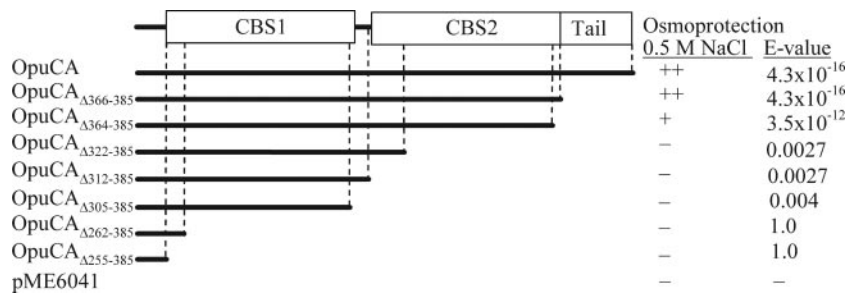 CBS1 CBS2 Tail Osmoprotection
0.5 M NaCl E-value
OpuCA ++ 4.3x10⁻¹⁶
OpuCAΔ366-385 ++ 4.3x10⁻¹⁶
OpuCAΔ364-385 + 3.5x10⁻¹²
OpuCAΔ322-385 – 0.0027
OpuCAΔ312-385 – 0.0027
OpuCAΔ305-385 – 0.004
OpuCAΔ262-385 – 1.0
OpuCAΔ255-385 – 1.0
pME6041 – –